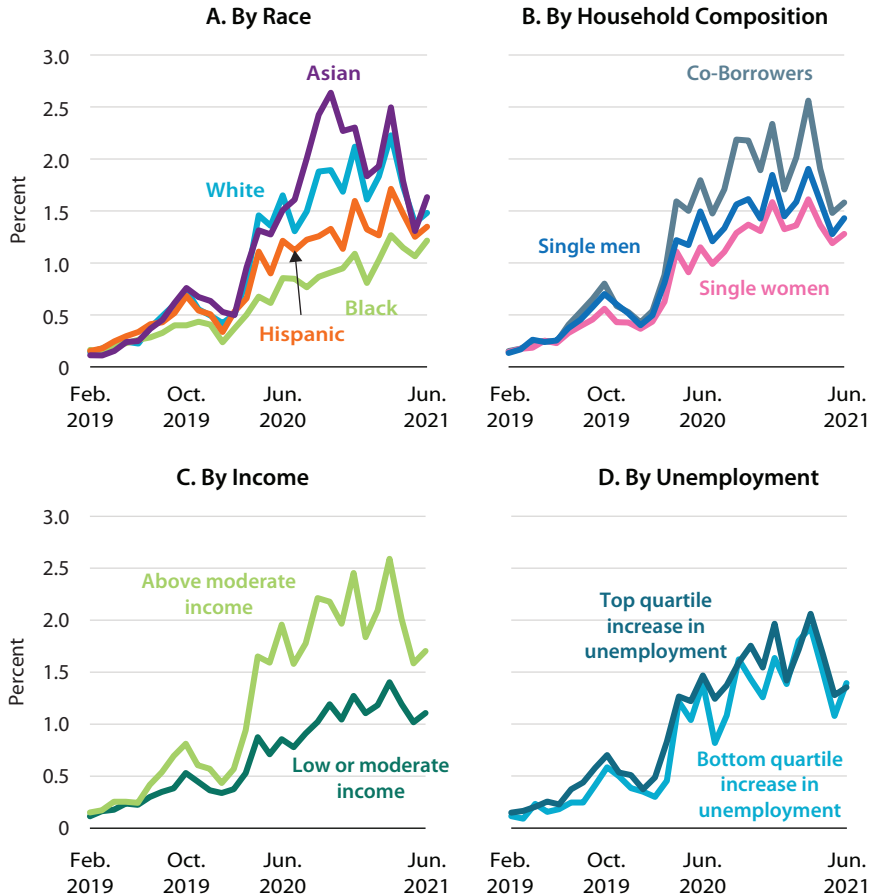 A. By Race
B. By Household Composition
3.0
2.5
2.0
1.5
1.0
0.5
0
Percent
Asian
White
Hispanic
Black
Co-Borrowers
Single men
Single women
Feb.
2019
Oct.
2019
Jun.
2020
Jun.
2021
Feb.
2019
Oct.
2019
Jun.
2020
Jun.
2021
C. By Income
D. By Unemployment
3.0
2.5
2.0
1.5
1.0
0.5
0
Percent
Above moderate
income
Low or moderate
income
Top quartile
increase in
unemployment
Bottom quartile
increase in
unemployment
Feb.
2019
Oct.
2019
Jun.
2020
Jun.
2021
Feb.
2019
Oct.
2019
Jun.
2020
Jun.
2021